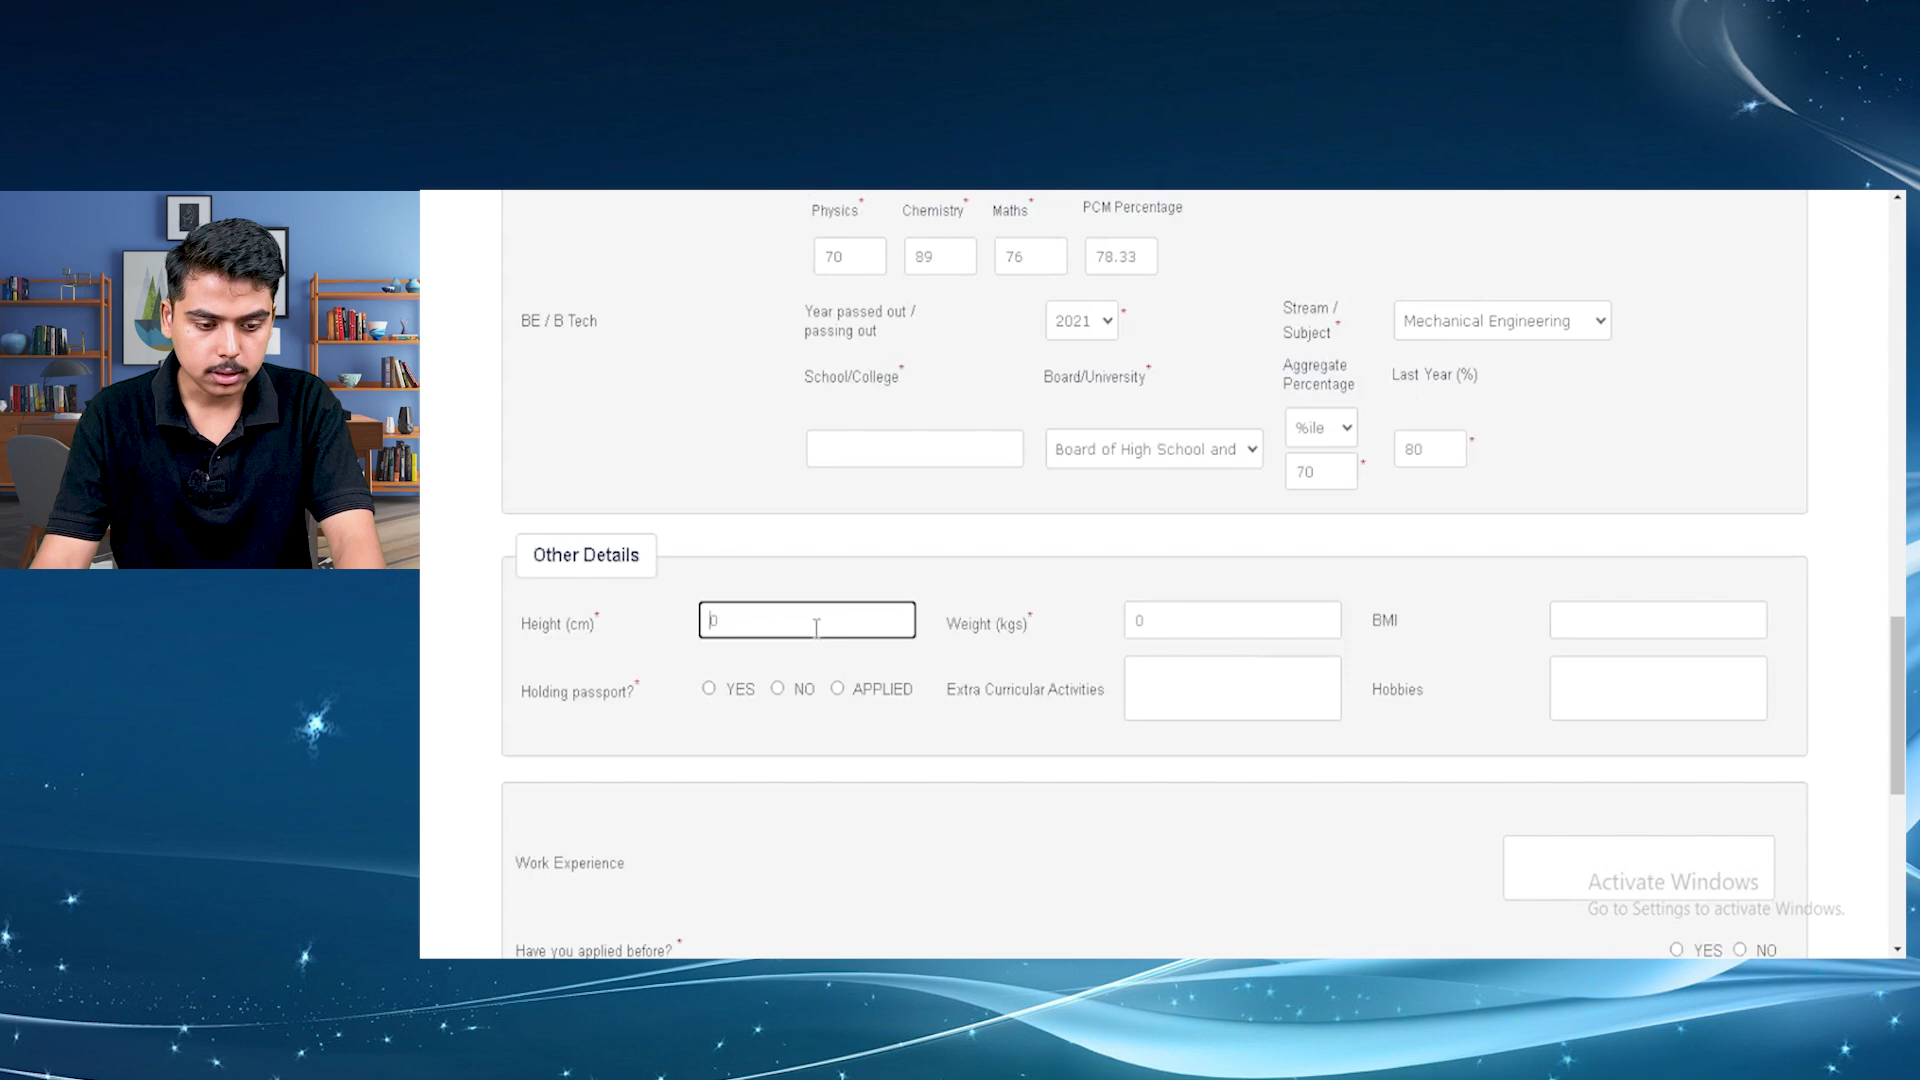 Physics* Chemistry* Maths* PCM Percentage
70 89 76 78.33
BE / B Tech
Year passed out /
passing out
2021 *
Stream /
Subject *
Mechanical Engineering
School/College*
Board/University*
Aggregate
Percentage
Last Year (%)
Board of High School and
%ile
70 *
80 *
Other Details
Height (cm)* 0 Weight (kgs)* 0 BMI
Holding passport?* YES NO APPLIED Extra Curricular Activities Hobbies
Work Experience
Activate Windows
Go to Settings to activate Windows.
Have you applied before? * YES NO